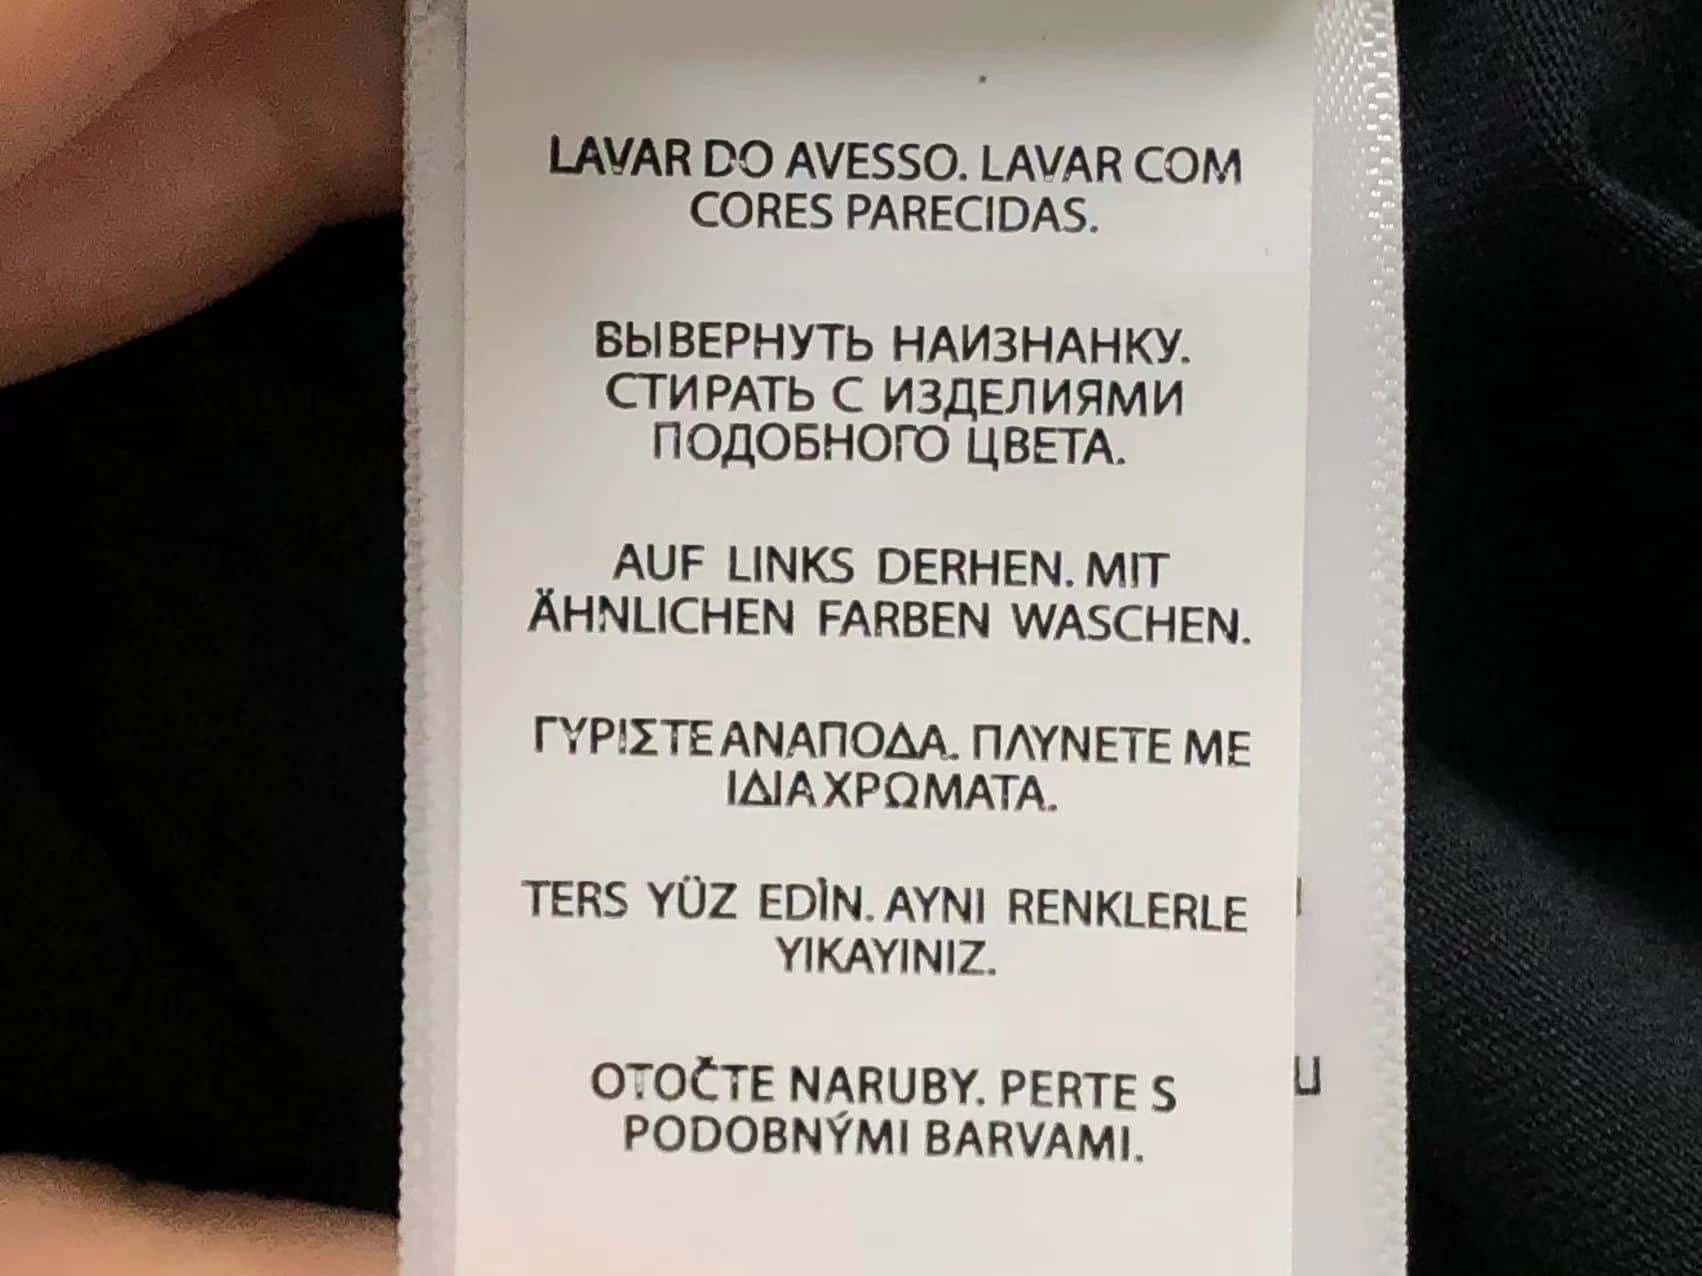 LAVAR DO AVESSO. LAVAR COM
CORES PARECIDAS.
ВЫВЕРНУТЬ НАИЗНАНКУ.
СТИРАТЬ С ИЗДЕЛИЯМИ
ПОДОБНОГО ЦВЕТА.
AUF LINKS DERHEN. MIT
ÄHNLICHEN FARBEN WASCHEN.
ΓΥΡΙΣΤΕ ΑΝΑΠΟΔΑ. ΠΛΥΝΕΤΕ ΜΕ
ΙΔΙΑ ΧΡΩΜΑΤΑ.
TERS YÜZ EDÌN. AYNI RENKLERLE
YIKAYINIZ.
OTOČTE NARUBY. PERTE S
PODOBNÝMI BARVAMI.